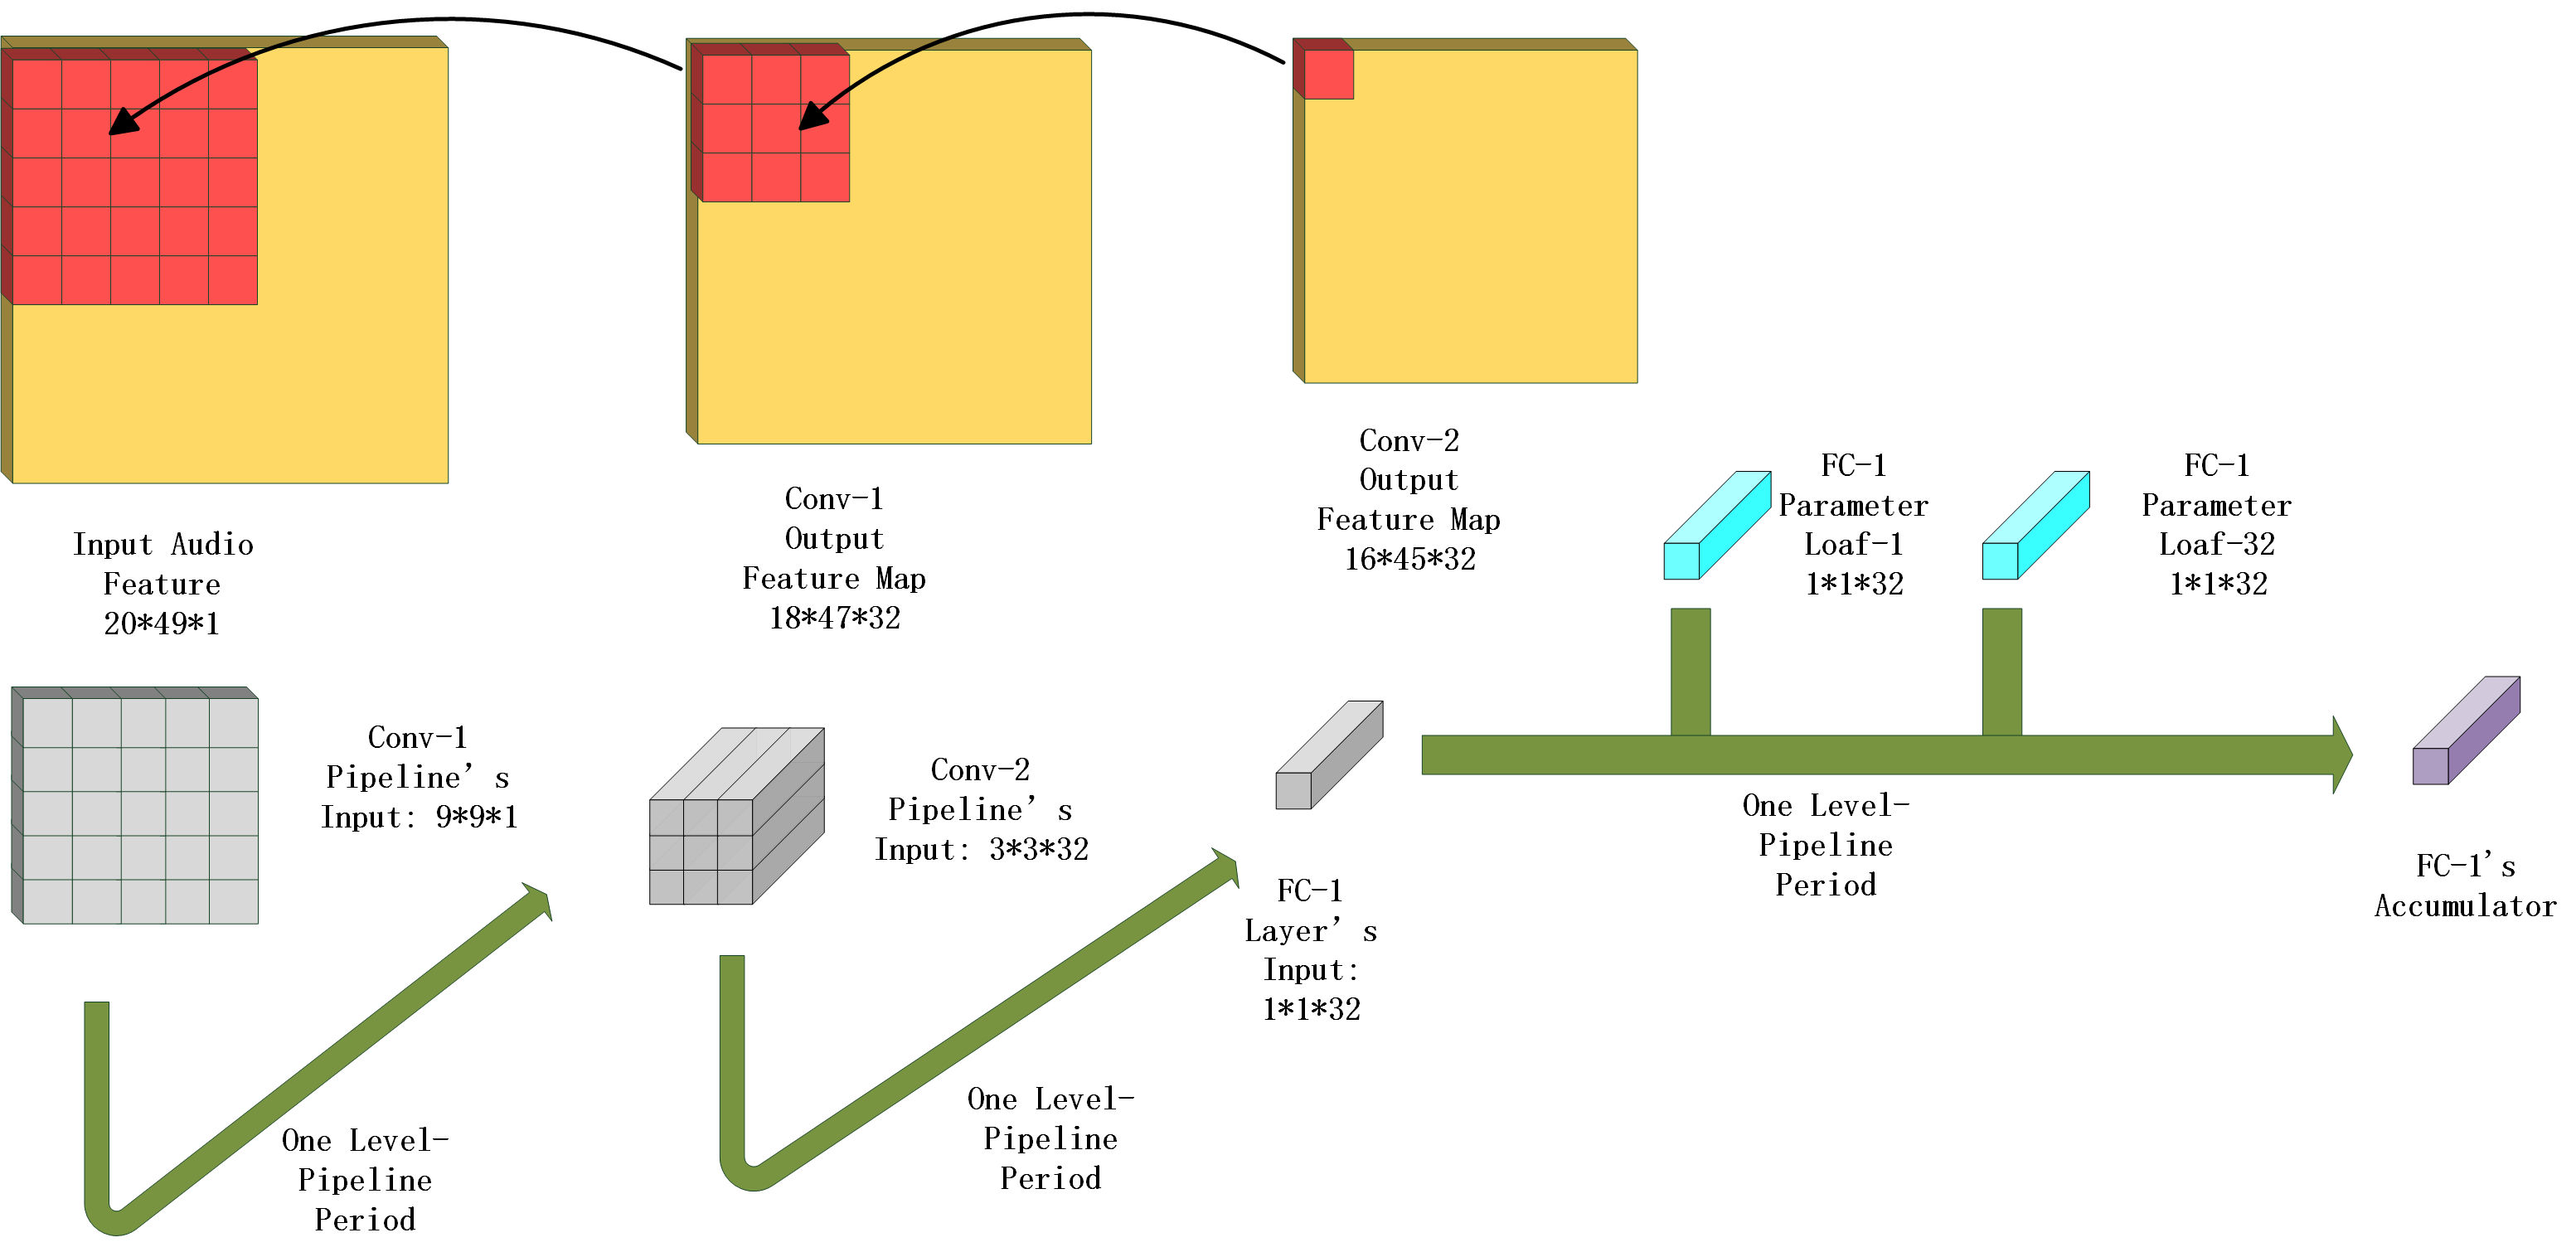 Input Audio
Feature
20*49*1
Conv-1
Output
Feature Map
18*47*32
Conv-2
Output
Feature Map
16*45*32
FC-1
Parameter
Loaf-1
1*1*32
FC-1
Parameter
Loaf-32
1*1*32
Conv-1
Pipeline’s
Input: 9*9*1
Conv-2
Pipeline’s
Input: 3*3*32
FC-1
Layer’s
Input:
1*1*32
One Level-
Pipeline
Period
FC-1's
Accumulator
One Level-
Pipeline
Period
One Level-
Pipeline
Period